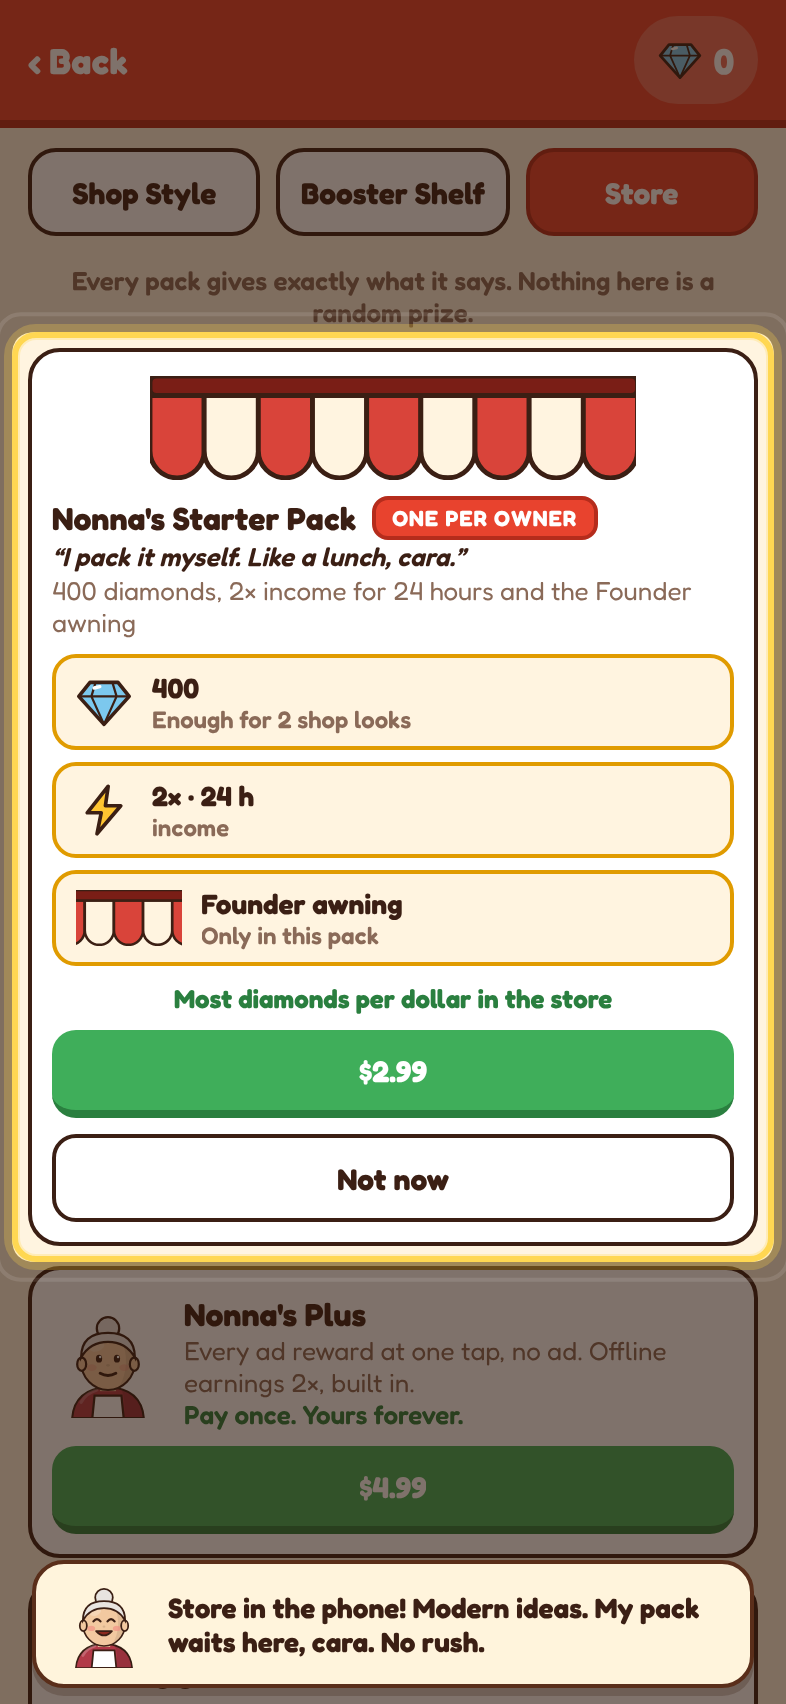 ‹ Back
0
Shop Style
Booster Shelf
Store
Every pack gives exactly what it says. Nothing here is a
random prize.
Nonna's Starter Pack
ONE PER OWNER
“I pack it myself. Like a lunch, cara.”
400 diamonds, 2× income for 24 hours and the Founder
awning
400
Enough for 2 shop looks
2× · 24 h
income
Founder awning
Only in this pack
Most diamonds per dollar in the store
$2.99
Not now
Nonna's Plus
Every ad reward at one tap, no ad. Offline
earnings 2×, built in.
Pay once. Yours forever.
$4.99
Store in the phone! Modern ideas. My pack
waits here, cara. No rush.